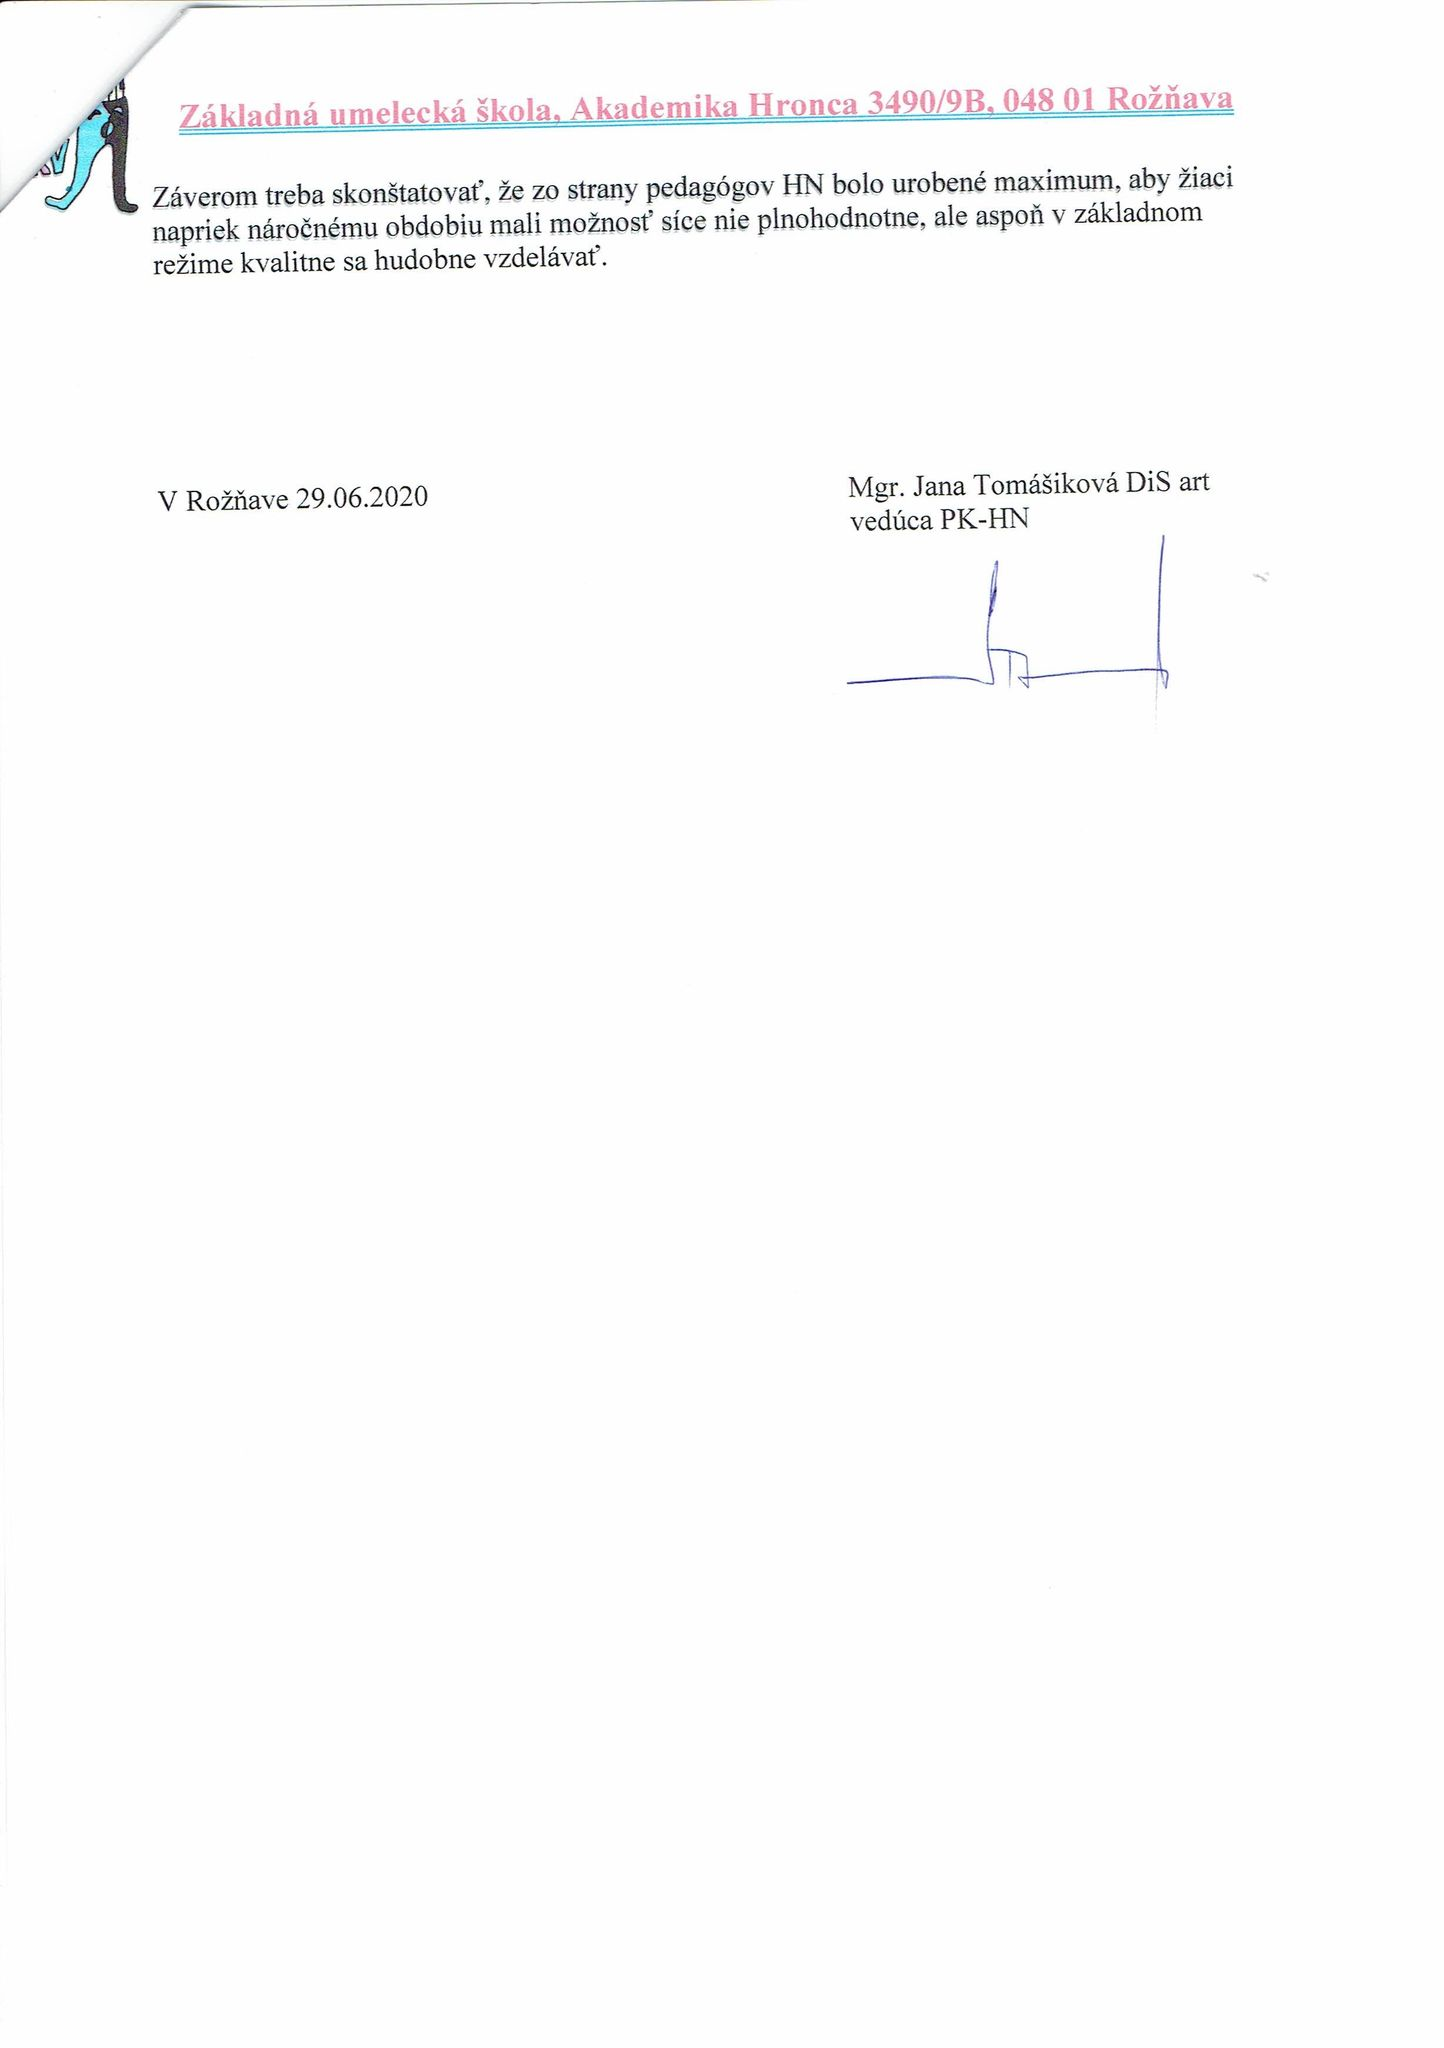 Základná umelecká škola, Akademika Hronca 3490/9B, 048 01 Rožňava
Záverom treba skonštatovať, že zo strany pedagógov HN bolo urobené maximum, aby žiaci
napriek náročnému obdobiu mali možnosť síce nie plnohodnotne, ale aspoň v základnom
režime kvalitne sa hudobne vzdelávať.
V Rožňave 29.06.2020
Mgr. Jana Tomášiková DiS art
vedúca PK-HN